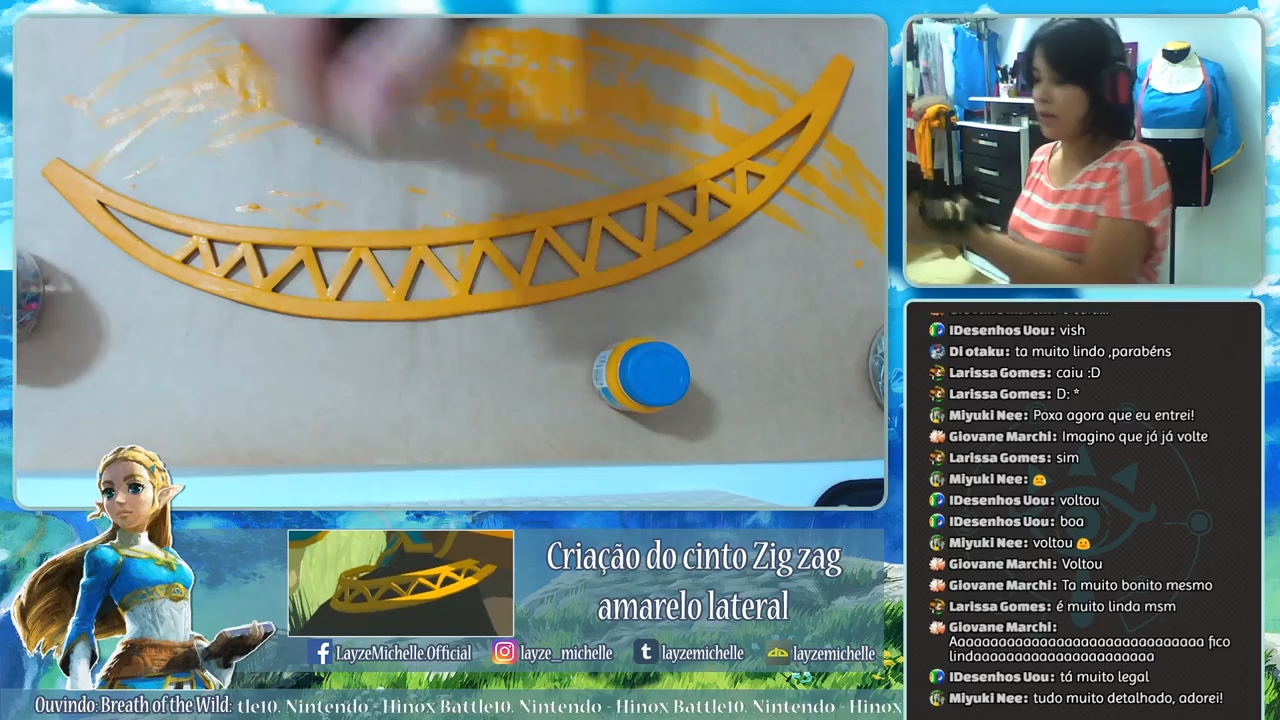 IDesenhos Uou: vish
Di otaku: ta muito lindo ,parabéns
Larissa Gomes: caiu :D
Larissa Gomes: D: *
Miyuki Nee: Poxa agora que eu entrei!
Giovane Marchi: Imagino que já já volte
Larissa Gomes: sim
Miyuki Nee:
IDesenhos Uou: voltou
IDesenhos Uou: boa
Miyuki Nee: voltou
Giovane Marchi: Voltou
Giovane Marchi: Ta muito bonito mesmo
Larissa Gomes: é muito linda msm
Giovane Marchi:
Aaaaaaaaaaaaaaaaaaaaaaaaaaaaa fico
lindaaaaaaaaaaaaaaaaaaaaaa
IDesenhos Uou: tá muito legal
Miyuki Nee: tudo muito detalhado, adorei!
Criação do cinto Zig zag
amarelo lateral
LayzeMichelle.Official layze_michelle layzemichelle layzemichelle
Ouvindo: Breath of the Wild: tle10. Nintendo - Hinox Battle10. Nintendo - Hinox Battle10. Nintendo - Hinox